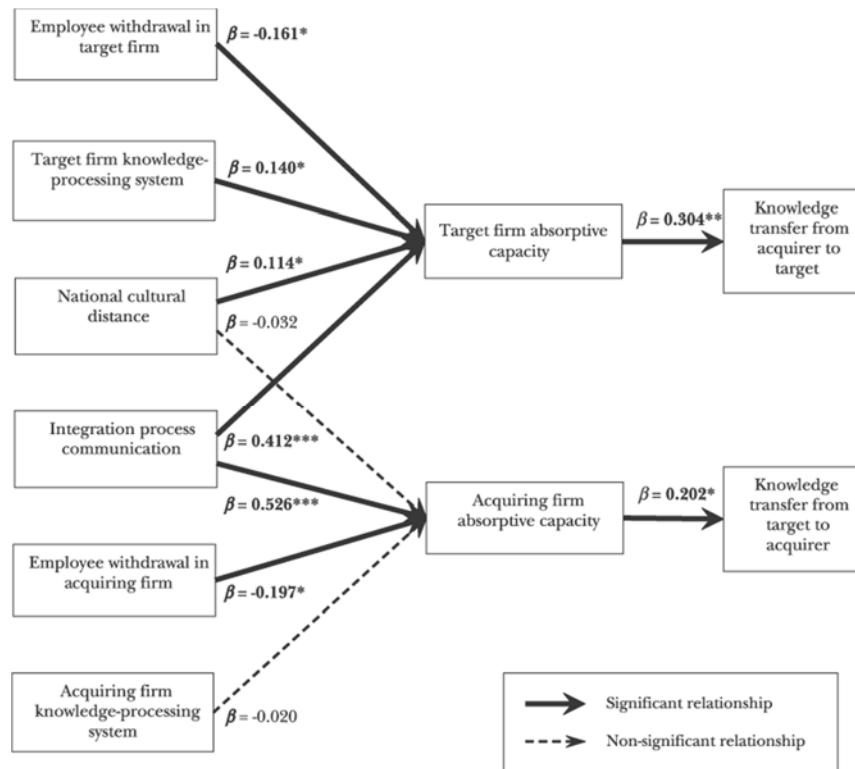 Employee withdrawal in
target firm
β = -0.161*
Target firm knowledge-
processing system
β = 0.140*
National cultural
distance
β = 0.114*
β = -0.032
Integration process
communication
β = 0.412***
β = 0.526***
Employee withdrawal in
acquiring firm
β = -0.197*
Acquiring firm
knowledge-processing
system
β = -0.020
Target firm absorptive
capacity
β = 0.304**
Knowledge
transfer from
acquirer to
target
Acquiring firm
absorptive capacity
β = 0.202*
Knowledge
transfer from
target to
acquirer
Significant relationship
Non-significant relationship